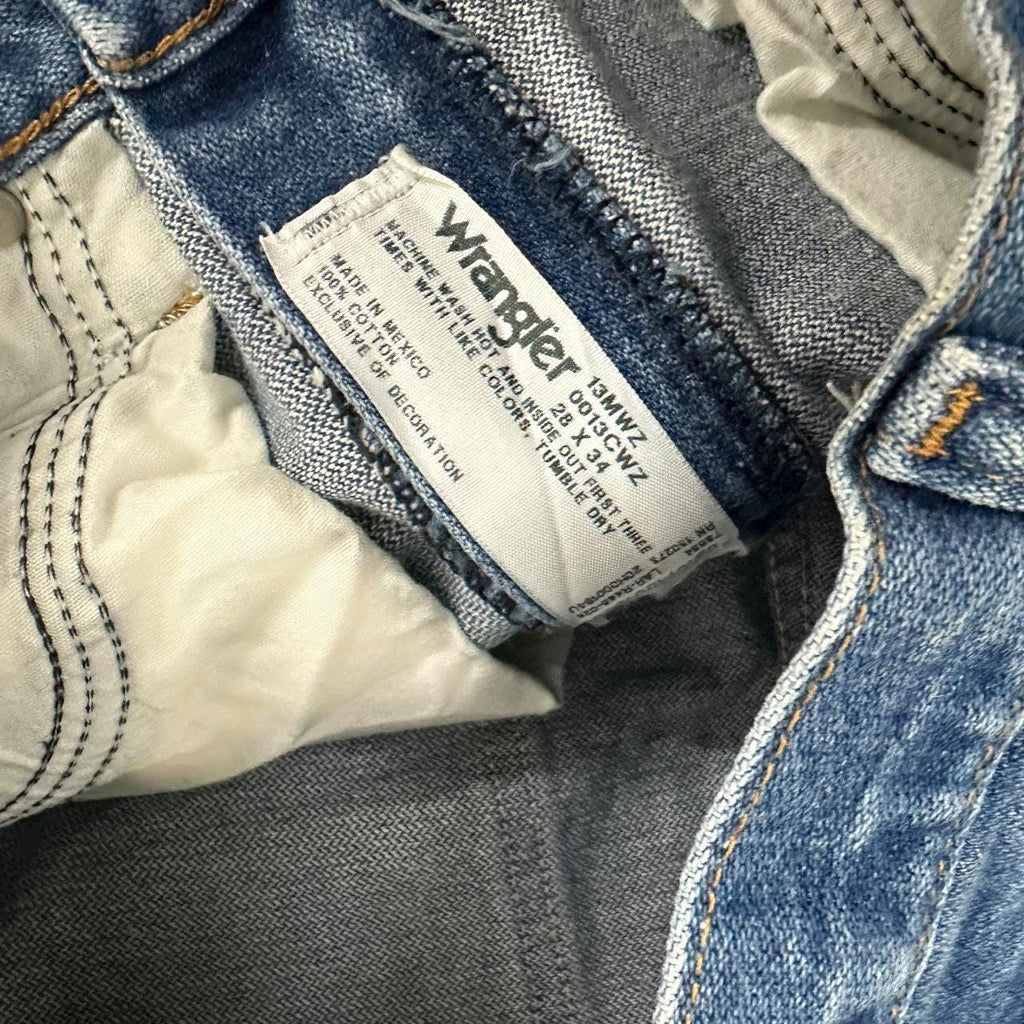 Wrangler
13MWZ
0013CWZ
28 X 34
MACHINE WASH HOT AND INSIDE OUT FIRST THREE
TIMES WITH LIKE COLORS, TUMBLE DRY
MADE IN MEXICO
100% COTTON
EXCLUSIVE OF DECORATION